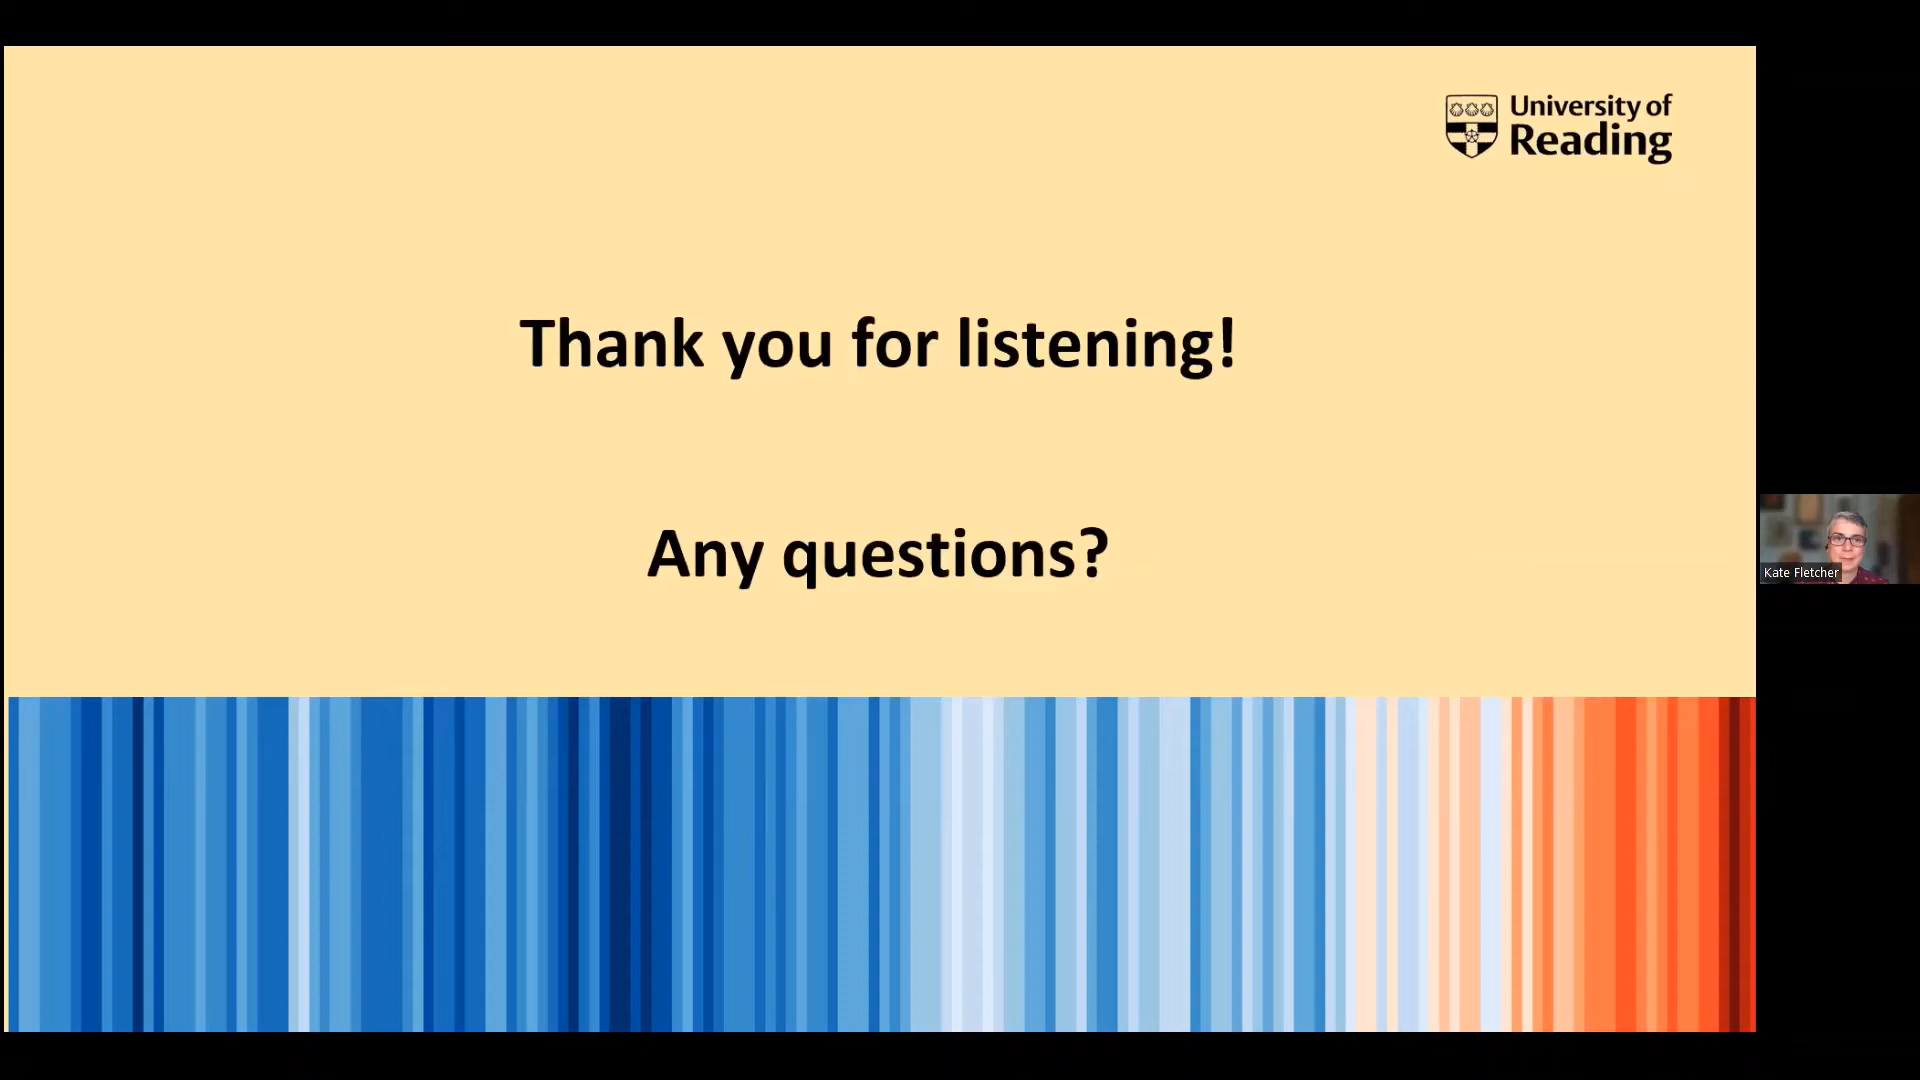 University of
Reading
Thank you for listening!
Any questions?
Kate Fletcher